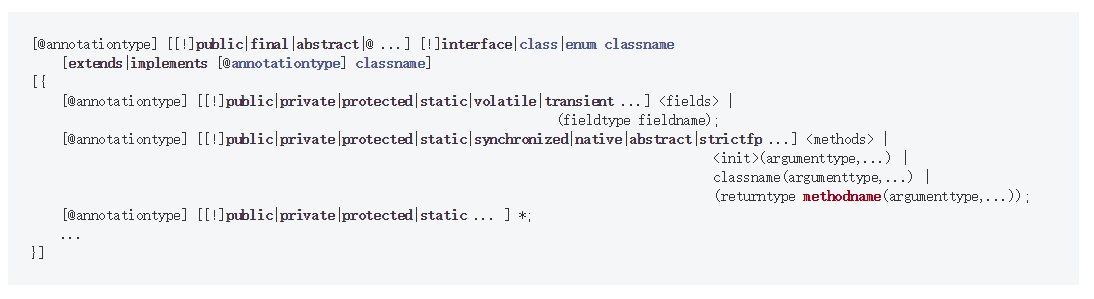 [@annotationtype] [[!]public|final|abstract|@ ...] [!]interface|class|enum classname
[extends|implements [@annotationtype] classname]
[{
[@annotationtype] [[!]public|private|protected|static|volatile|transient ...] <fields> |
(fieldtype fieldname);
[@annotationtype] [[!]public|private|protected|static|synchronized|native|abstract|strictfp ...] <methods> |
<init>(argumenttype,...) |
classname(argumenttype,...) |
(returntype methodname(argumenttype,...));
[@annotationtype] [[!]public|private|protected|static ... ] *;
...
}]